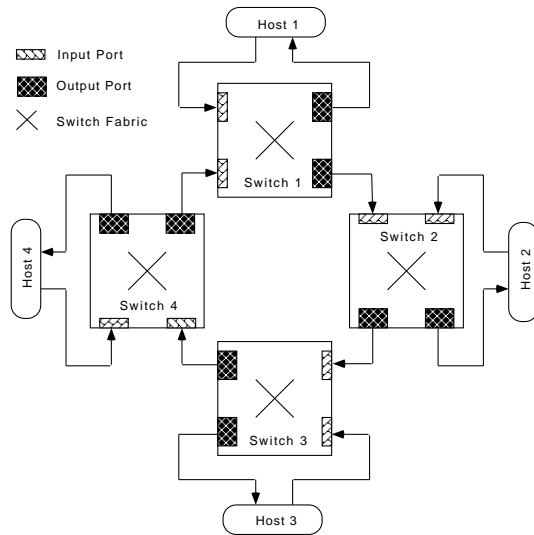 Host 1
Input Port
Output Port
Switch Fabric
Switch 1
Switch 2
Host 4
Host 2
Switch 4
Switch 3
Host 3